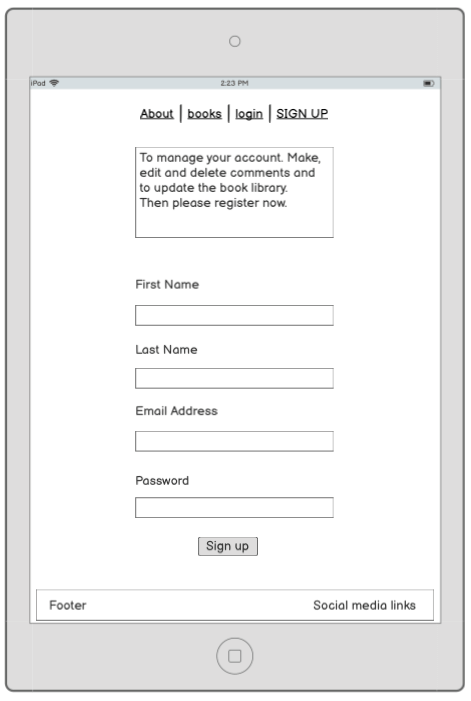 iPad 2:23 PM
About | books | login | SIGN UP
To manage your account. Make,
edit and delete comments and
to update the book library.
Then please register now.
First Name
Last Name
Email Address
Password
Sign up
Footer Social media links